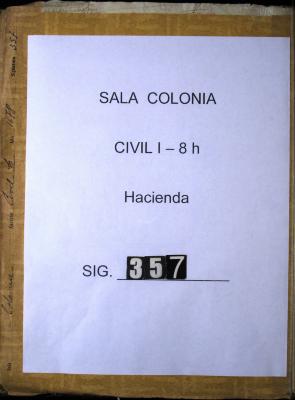 SALA COLONIA
CIVIL I – 8 h
Hacienda
SIG. 357